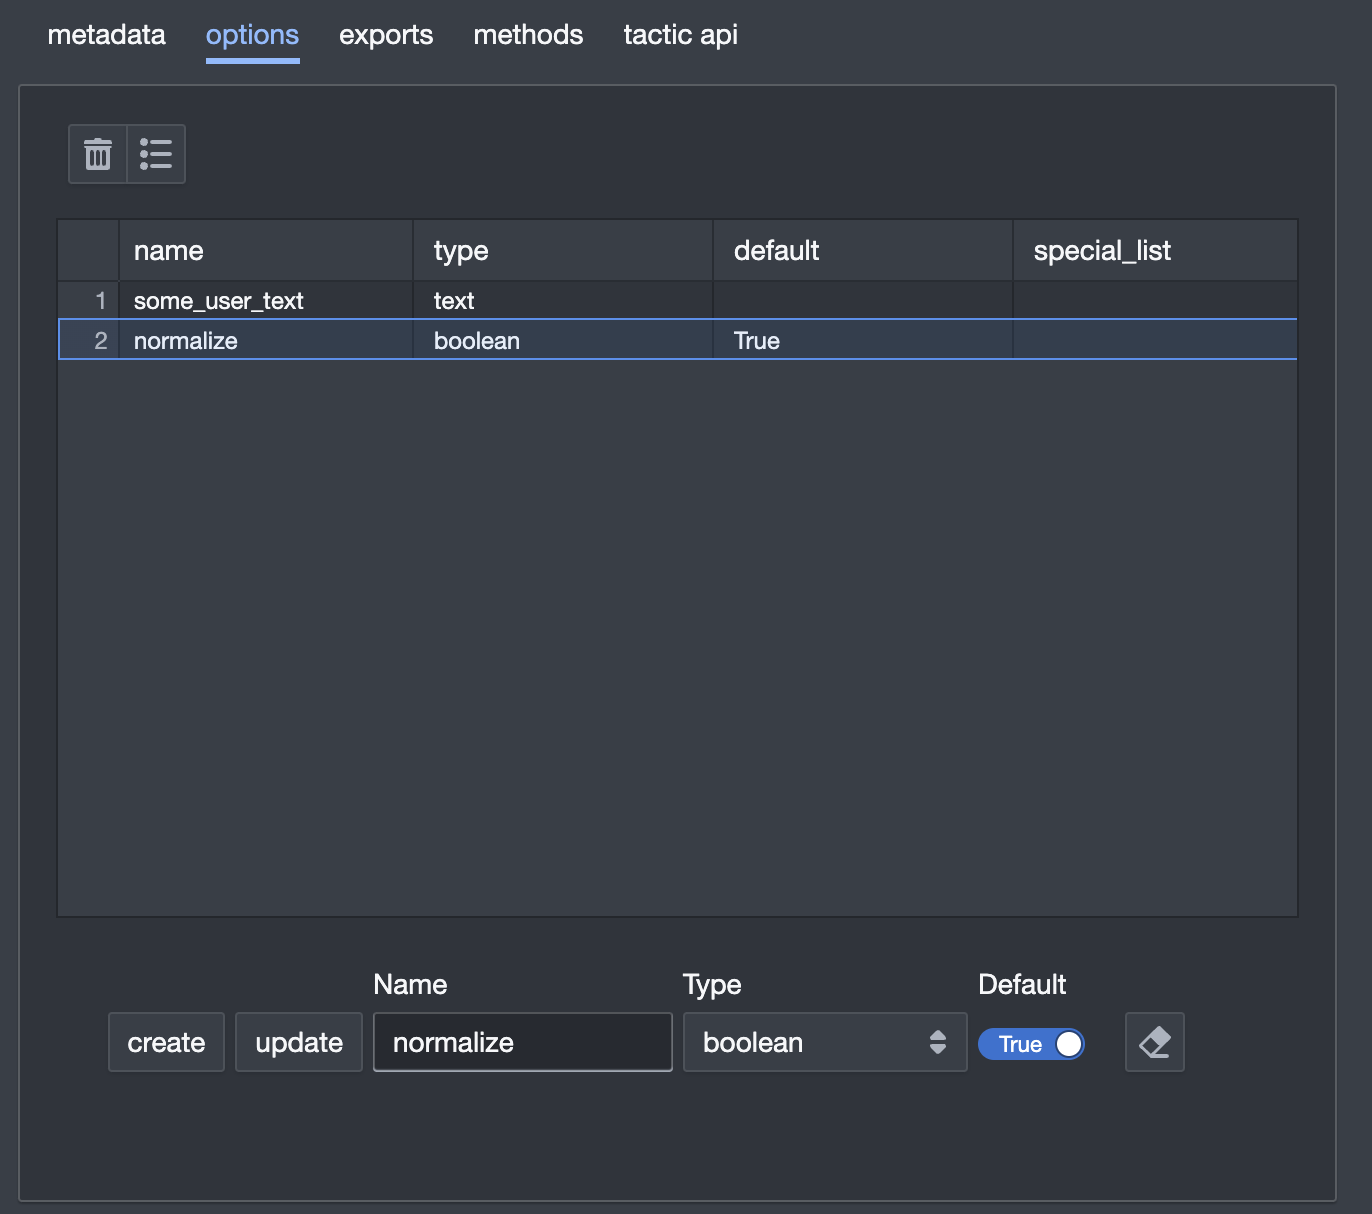 metadata options exports methods tactic api
name type default special_list
1 some_user_text text
2 normalize boolean True
Name Type Default
create update normalize boolean True